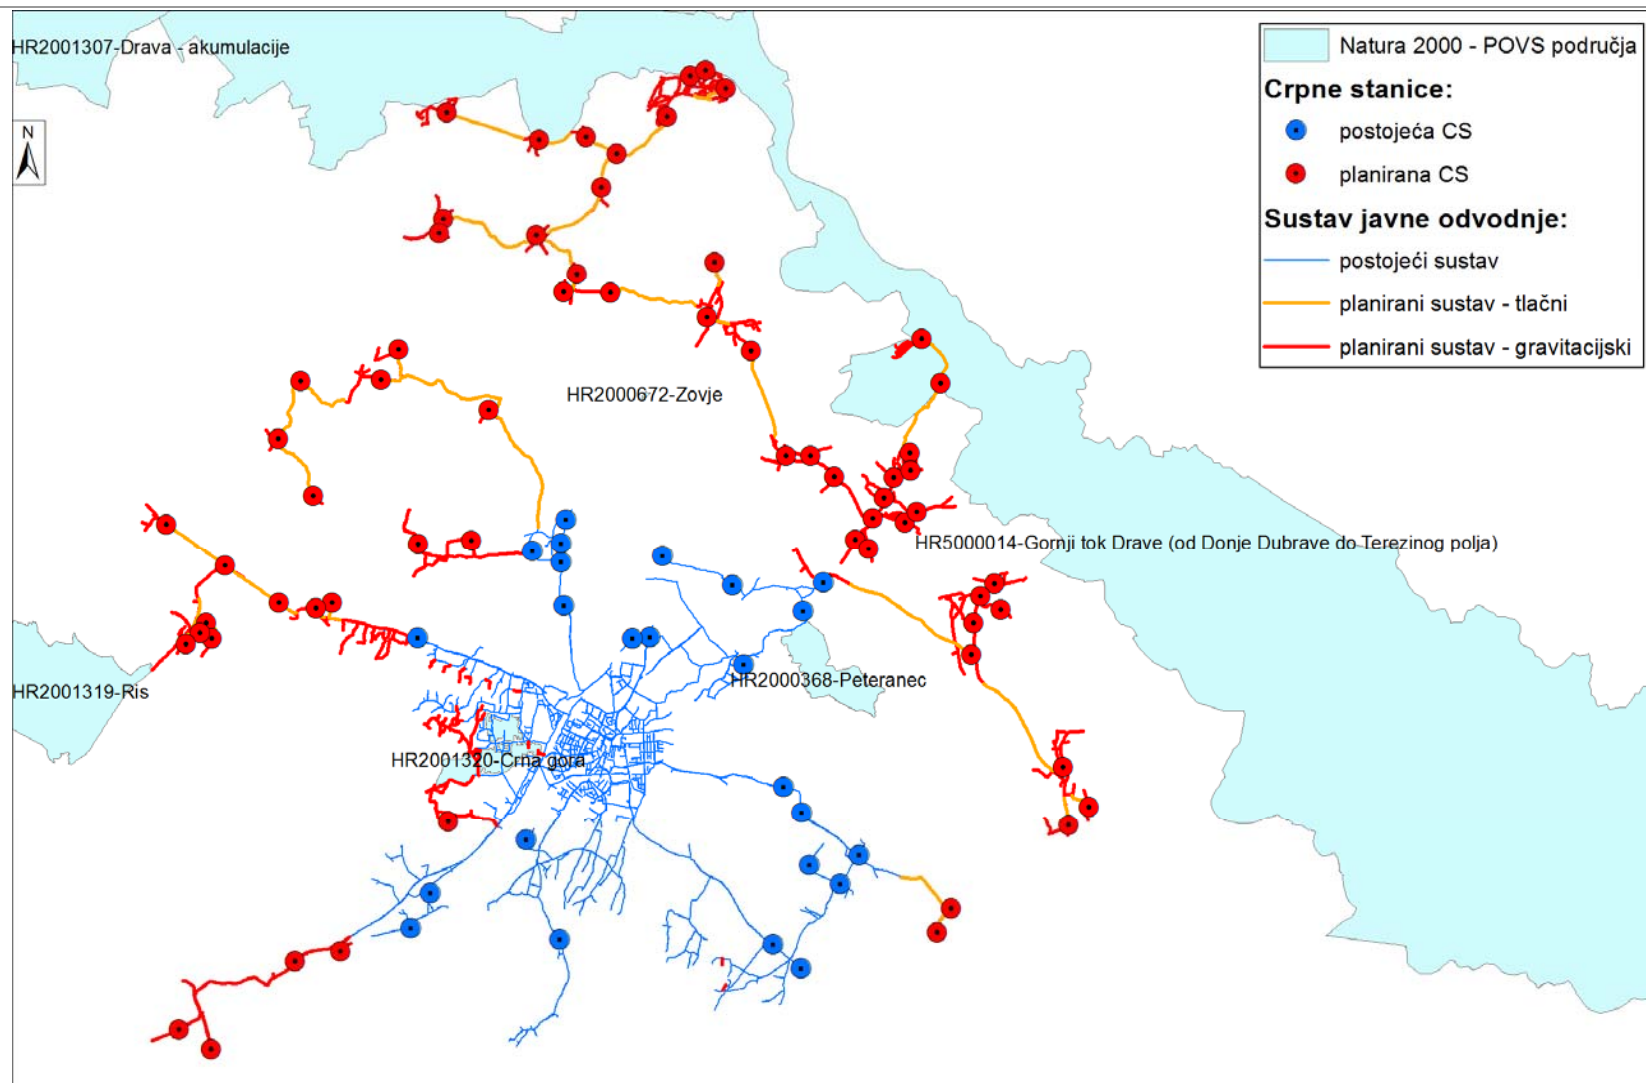 HR2001307-Drava - akumulacije
N
Natura 2000 - POVS područja
Crpne stanice:
postojeća CS
planirana CS
Sustav javne odvodnje:
postojeći sustav
planirani sustav - tlačni
planirani sustav - gravitacijski
HR2000672-Zovje
HR5000014-Gornji tok Drave (od Donje Dubrave do Terezinog polja)
HR2000368-Peteranec
HR2001319-Ris
HR2001320-Crna gora